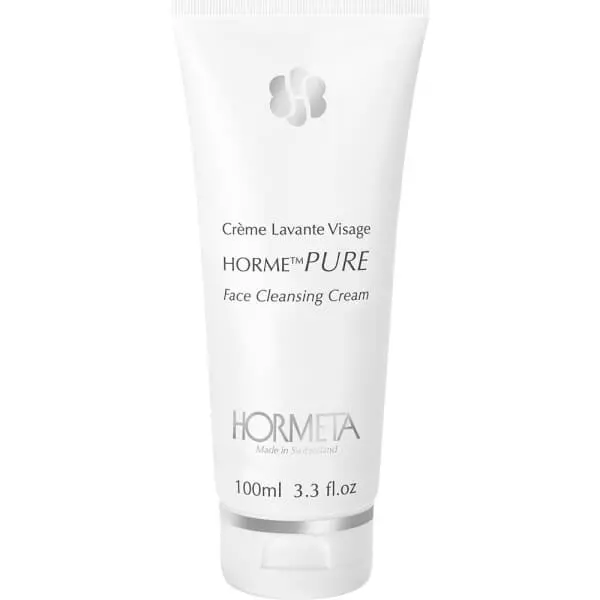 Crème Lavante Visage
HORME™PURE
Face Cleansing Cream
HORMETA
Made in Switzerland
100ml 3.3 fl.oz